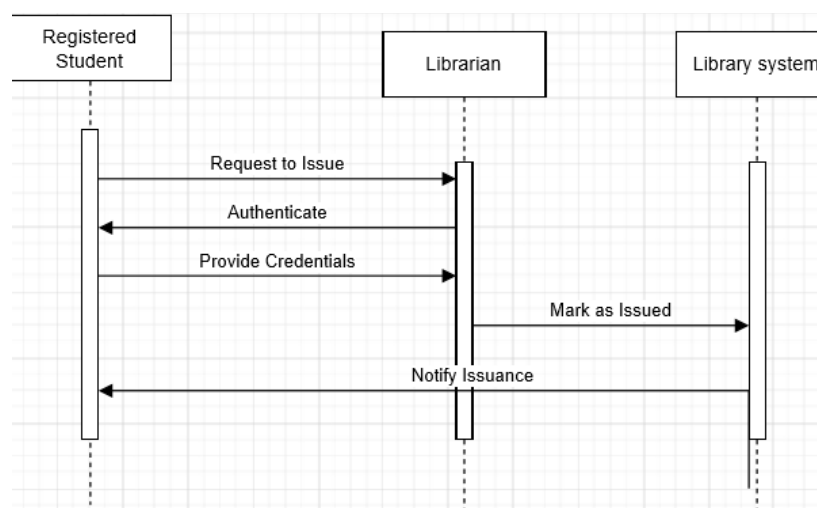 Registered
Student
Librarian
Library system
Request to Issue
Authenticate
Provide Credentials
Mark as Issued
Notify Issuance